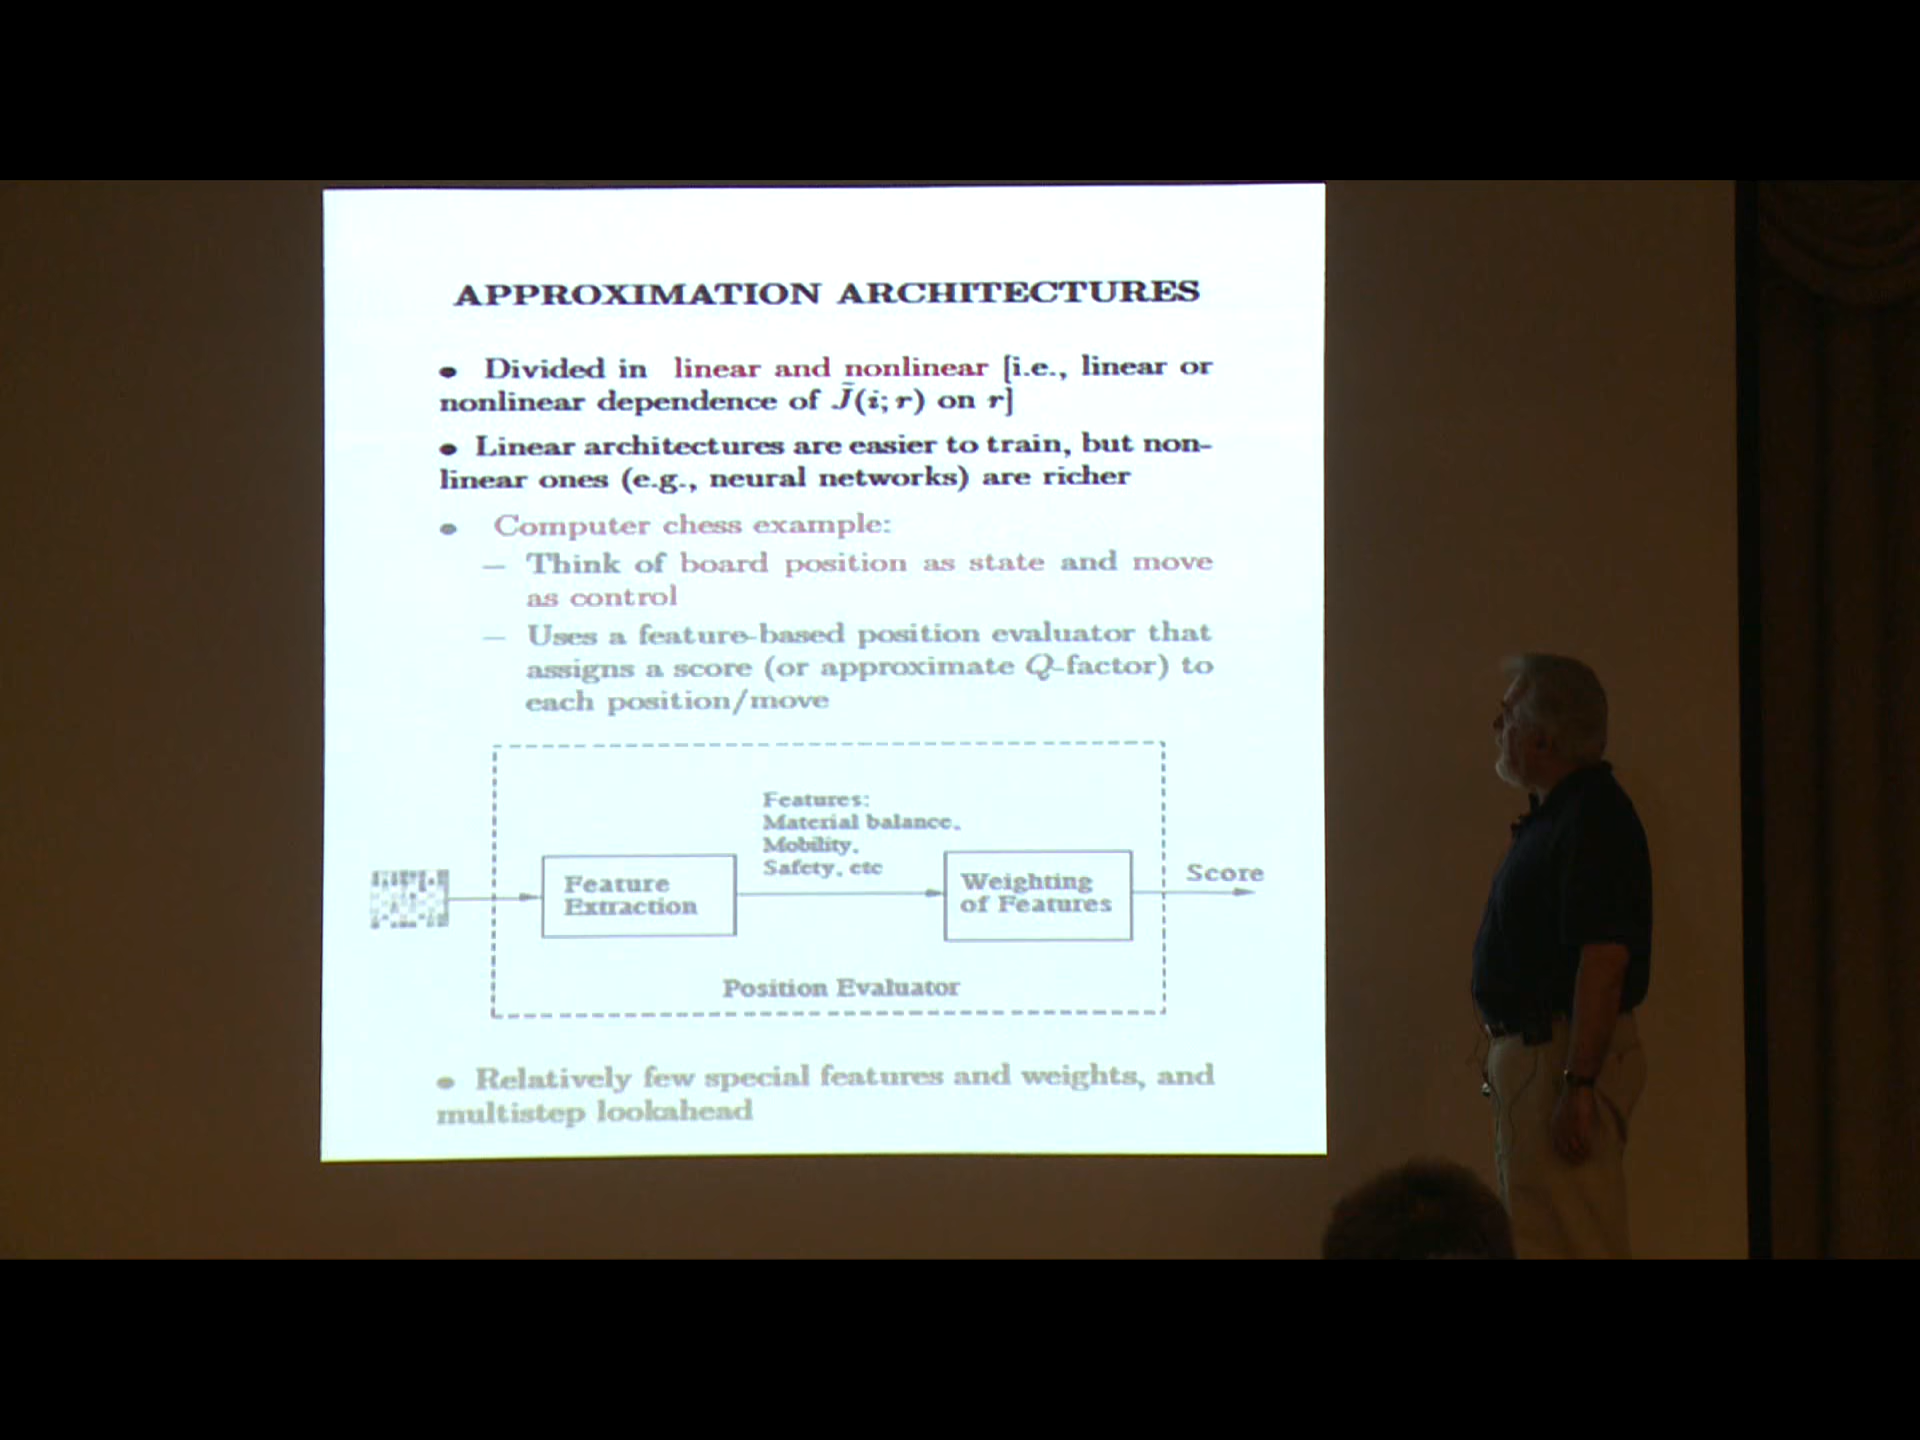 APPROXIMATION ARCHITECTURES
• Divided in linear and nonlinear [i.e., linear or
nonlinear dependence of J̃(i; r) on r]
• Linear architectures are easier to train, but non-
linear ones (e.g., neural networks) are richer
• Computer chess example:
– Think of board position as state and move
as control
– Uses a feature-based position evaluator that
assigns a score (or approximate Q-factor) to
each position/move
Features:
Material balance,
Mobility,
Safety, etc
Feature
Extraction
Weighting
of Features
Score
Position Evaluator
• Relatively few special features and weights, and
multistep lookahead